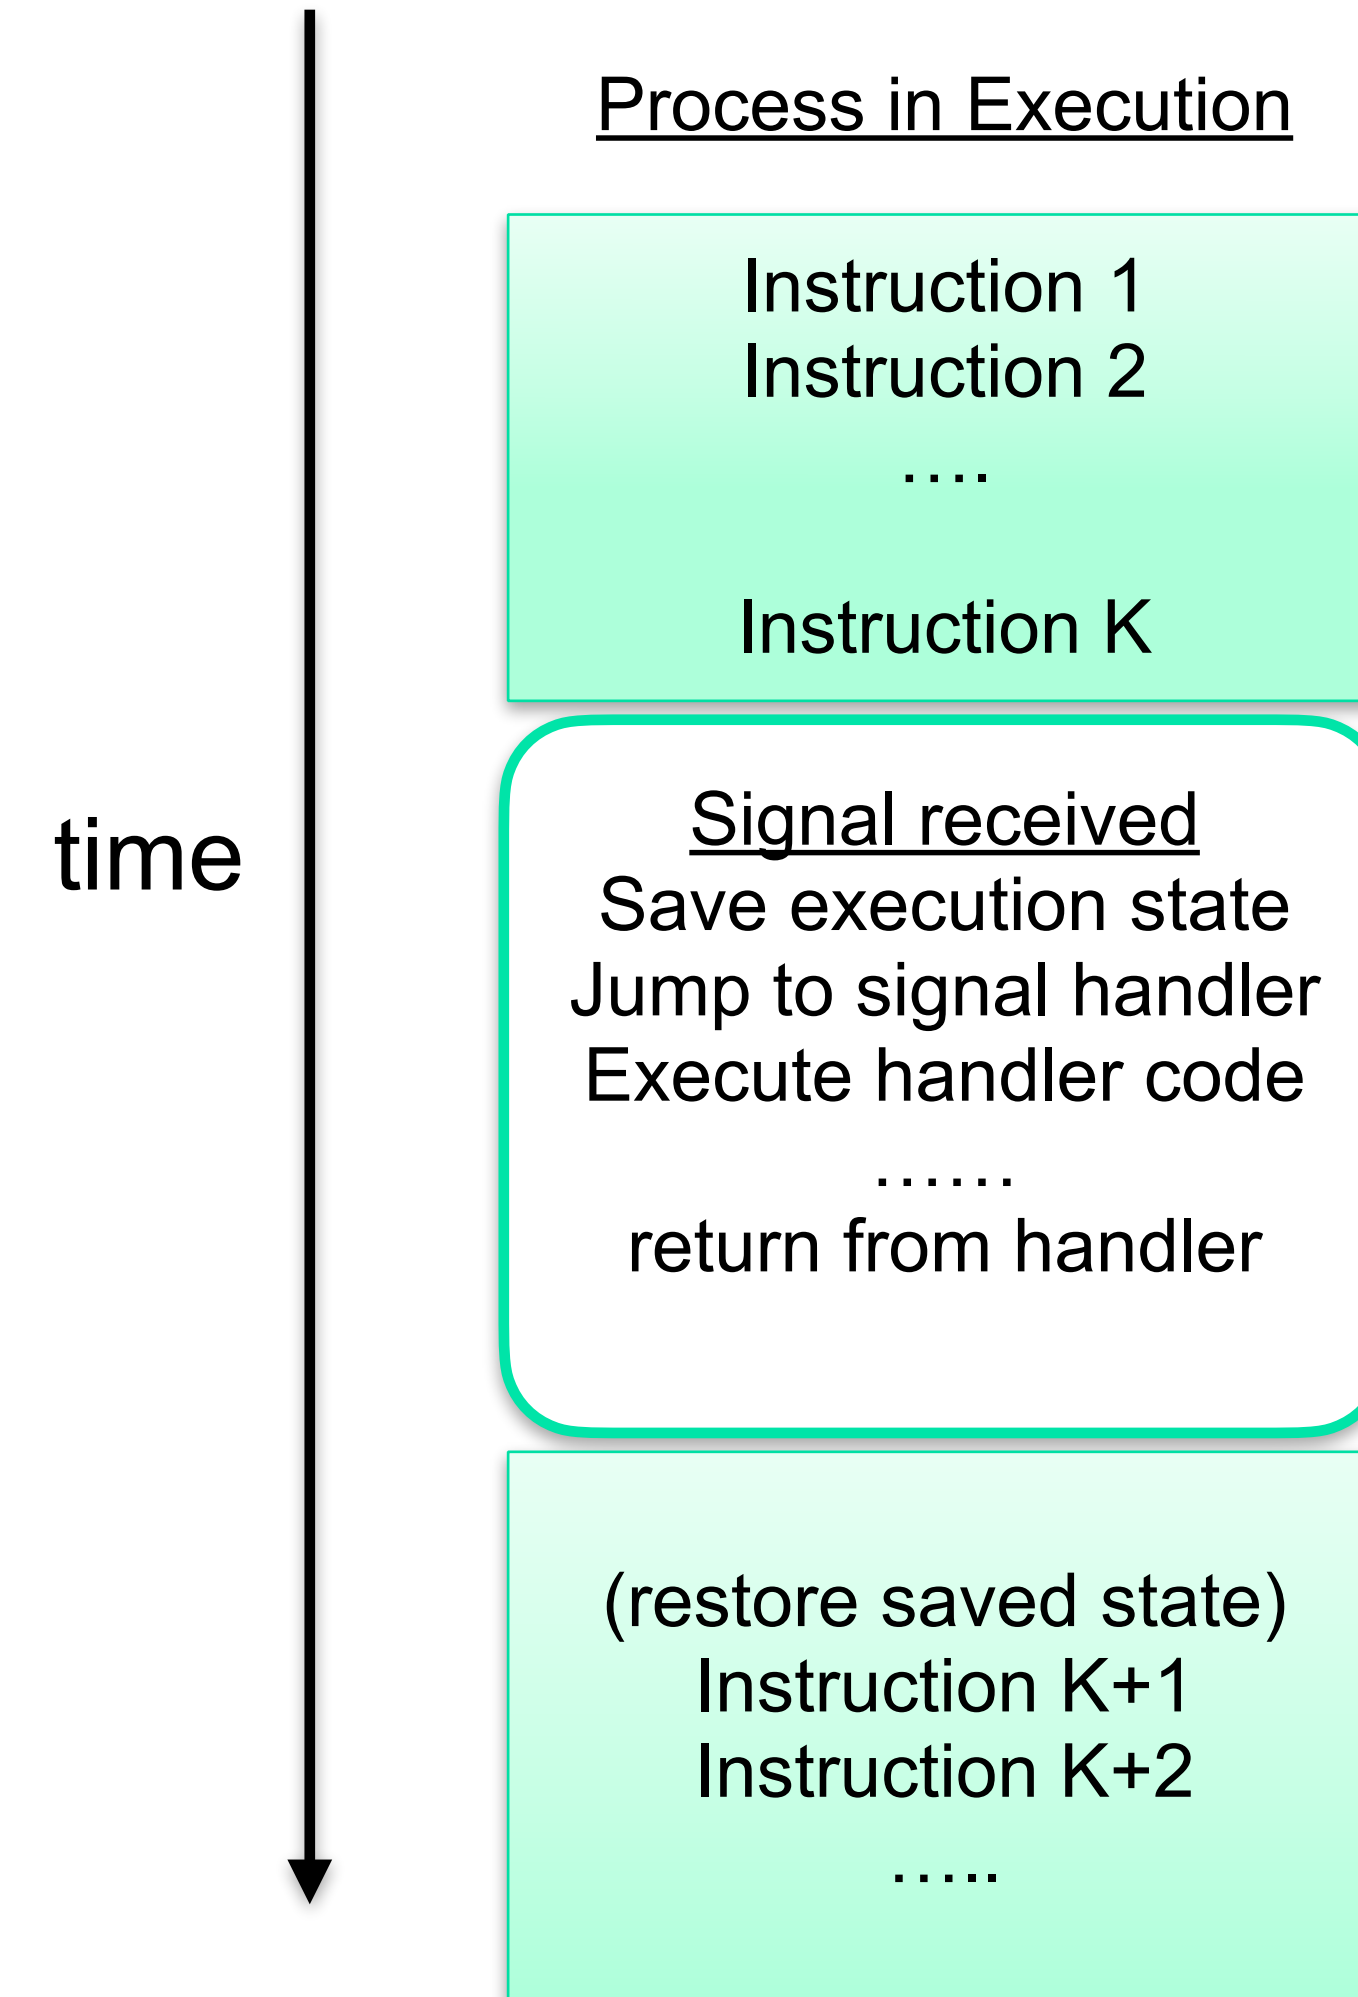 Process in Execution
Instruction 1
Instruction 2
….
Instruction K
time
Signal received
Save execution state
Jump to signal handler
Execute handler code
……
return from handler
(restore saved state)
Instruction K+1
Instruction K+2
…..